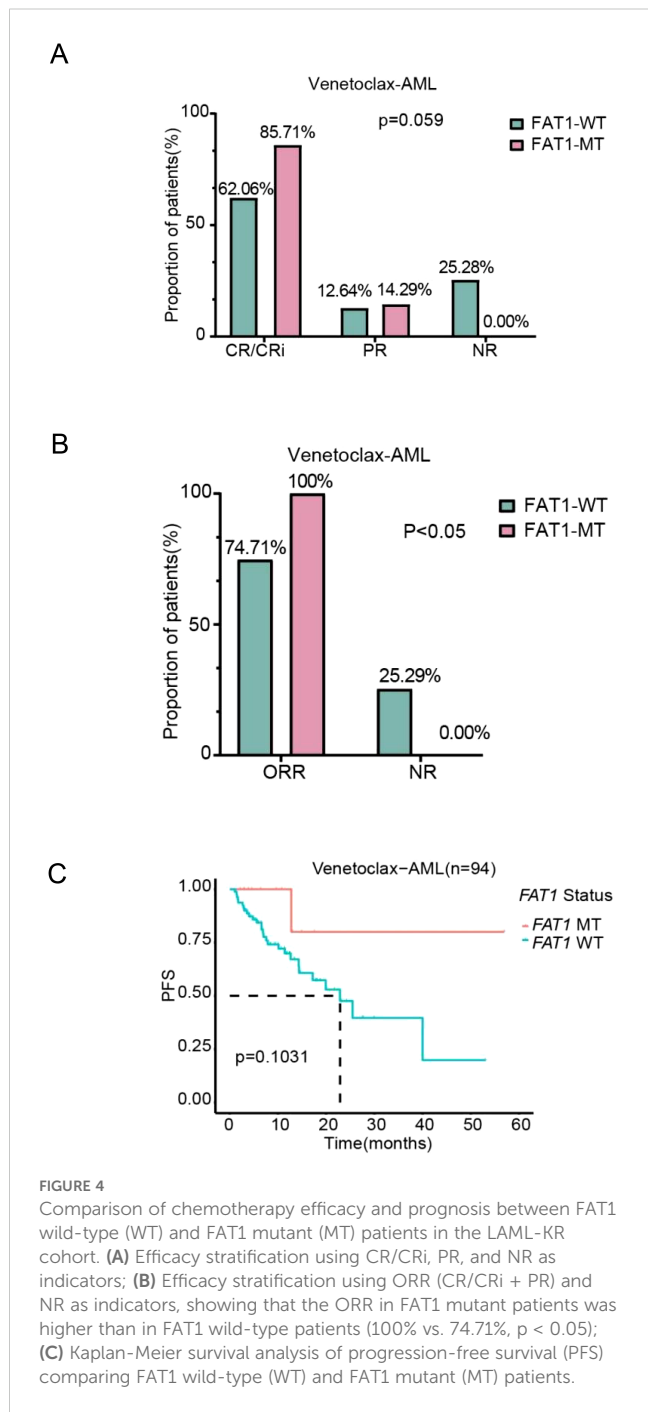 A
Venetoclax-AML
p=0.059
FAT1-WT
FAT1-MT
Proportion of patients(%)
100
50
0
62.06%
85.71%
12.64%
14.29%
25.28%
0.00%
CR/CRi
PR
NR
B
Venetoclax-AML
P<0.05
FAT1-WT
FAT1-MT
Proportion of patients(%)
100
50
0
74.71%
100%
25.29%
0.00%
ORR
NR
C
Venetoclax-AML(n=94)
FAT1 Status
FAT1 MT
FAT1 WT
PFS
1.00
0.75
0.50
0.25
0.00
p=0.1031
0
10
20
30
40
50
60
Time(months)
FIGURE 4
Comparison of chemotherapy efficacy and prognosis between FAT1
wild-type (WT) and FAT1 mutant (MT) patients in the LAML-KR
cohort. (A) Efficacy stratification using CR/CRi, PR, and NR as
indicators; (B) Efficacy stratification using ORR (CR/CRi + PR) and
NR as indicators, showing that the ORR in FAT1 mutant patients was
higher than in FAT1 wild-type patients (100% vs. 74.71%, p < 0.05);
(C) Kaplan-Meier survival analysis of progression-free survival (PFS)
comparing FAT1 wild-type (WT) and FAT1 mutant (MT) patients.